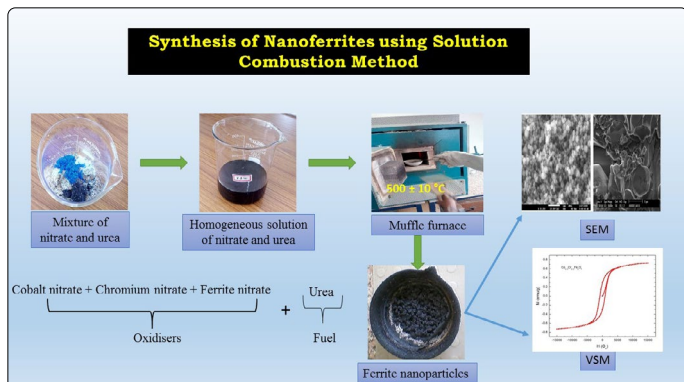 Synthesis of Nanoferrites using Solution
Combustion Method
500 ± 10 °C
Mixture of
nitrate and urea
Homogeneous solution
of nitrate and urea
Muffle furnace
SEM
Cobalt nitrate + Chromium nitrate + Ferrite nitrate
+
Urea
Oxidisers
Fuel
Ferrite nanoparticles
VSM